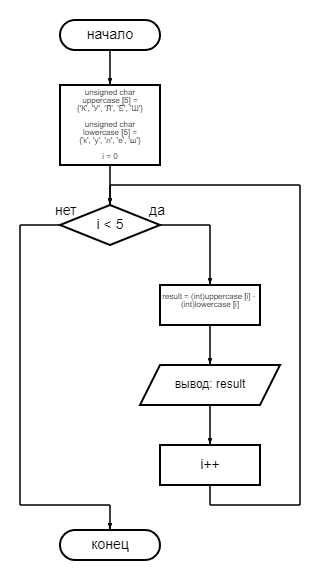 начало
unsigned char
uppercase [5] =
{'К', 'У', 'Л', 'Е', 'Ш'}
unsigned char
lowercase [5] =
{'к', 'у', 'л', 'е', 'ш'}
i = 0
нет
да
i < 5
result = (int)uppercase [i] -
(int)lowercase [i]
вывод: result
i++
конец